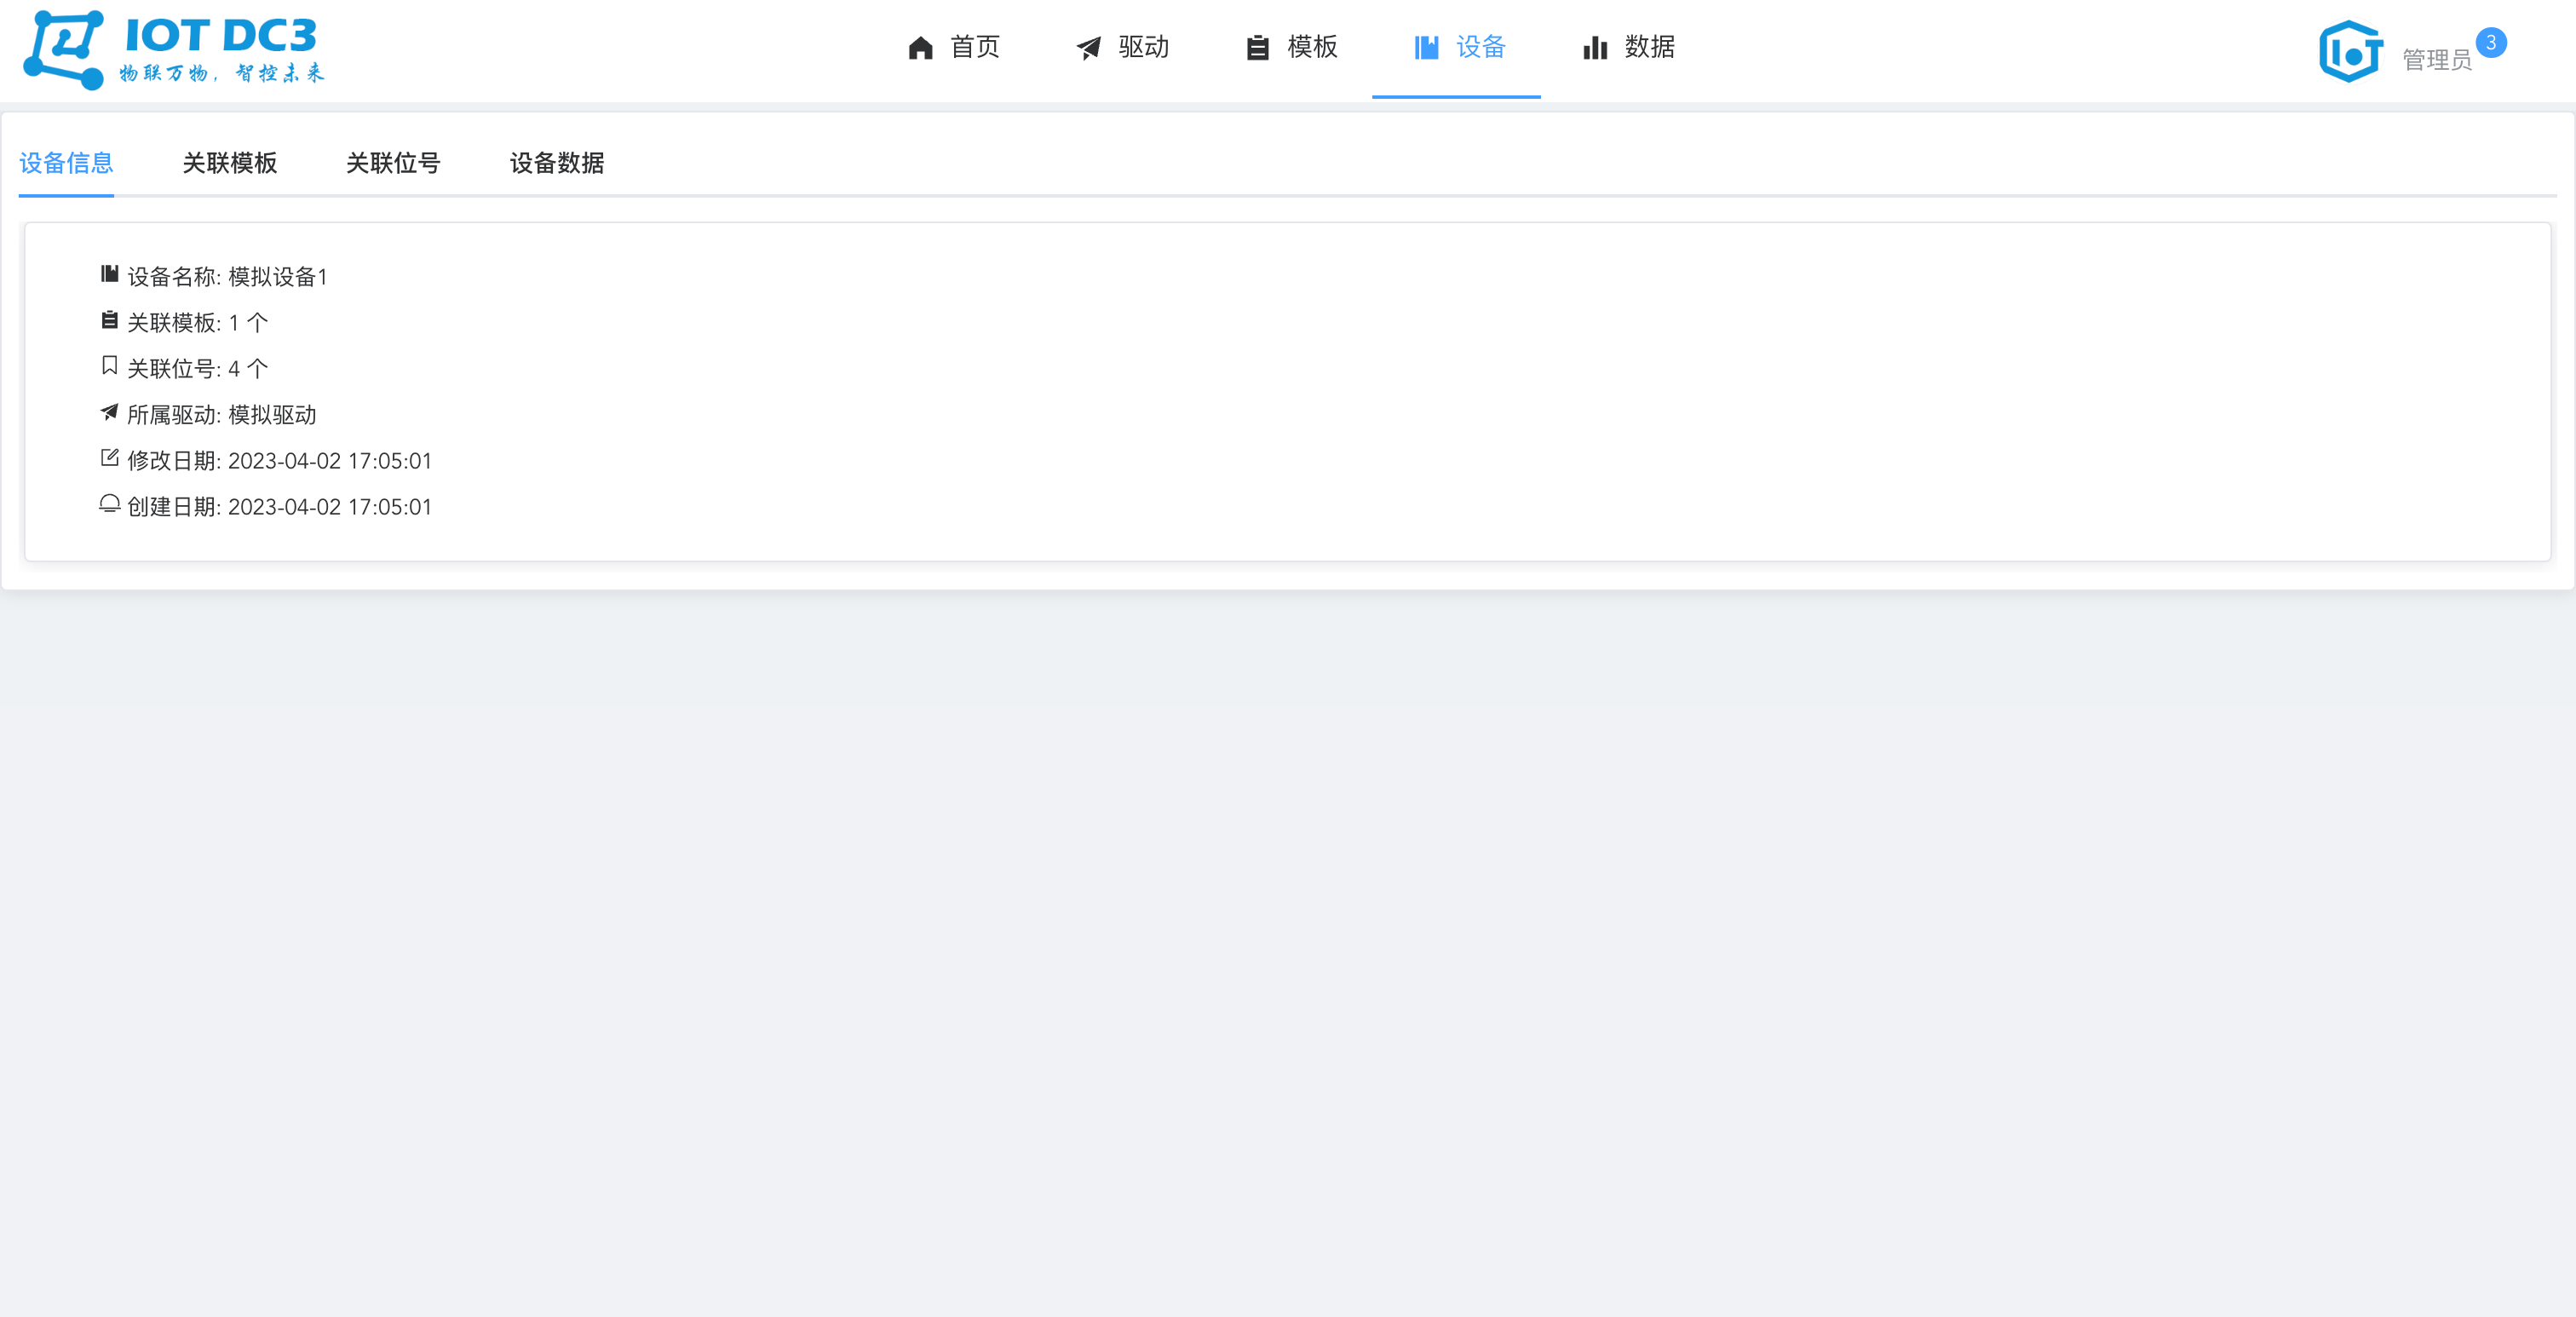 IOT DC3
物联万物，智控未来
首页 驱动 模板 设备 数据
IOT 管理员 3
设备信息 关联模板 关联位号 设备数据
设备名称: 模拟设备1
关联模板: 1 个
关联位号: 4 个
所属驱动: 模拟驱动
修改日期: 2023-04-02 17:05:01
创建日期: 2023-04-02 17:05:01